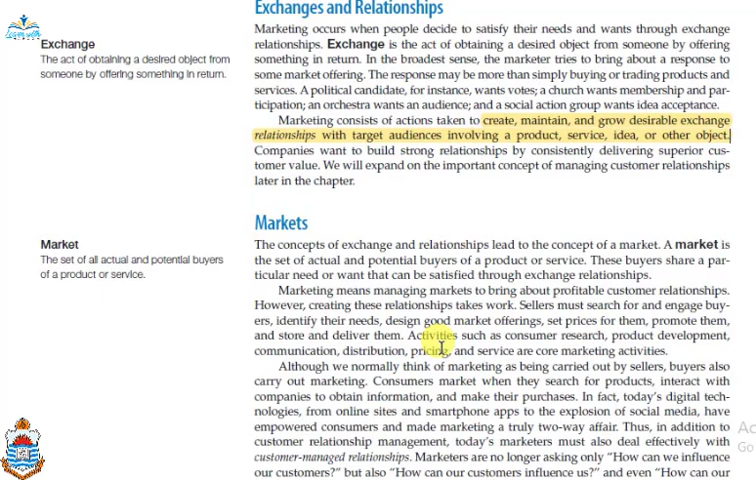 Exchanges and Relationships
Marketing occurs when people decide to satisfy their needs and wants through exchange
relationships. Exchange is the act of obtaining a desired object from someone by offering
something in return. In the broadest sense, the marketer tries to bring about a response to
some market offering. The response may be more than simply buying or trading products and
services. A political candidate, for instance, wants votes; a church wants membership and par-
ticipation; an orchestra wants an audience; and a social action group wants idea acceptance.
Exchange
The act of obtaining a desired object from
someone by offering something in return.
Marketing consists of actions taken to create, maintain, and grow desirable exchange
relationships with target audiences involving a product, service, idea, or other object.
Companies want to build strong relationships by consistently delivering superior cus-
tomer value. We will expand on the important concept of managing customer relationships
later in the chapter.
Markets
Market
The set of all actual and potential buyers
of a product or service.
The concepts of exchange and relationships lead to the concept of a market. A market is
the set of actual and potential buyers of a product or service. These buyers share a par-
ticular need or want that can be satisfied through exchange relationships.
Marketing means managing markets to bring about profitable customer relationships.
However, creating these relationships takes work. Sellers must search for and engage buy-
ers, identify their needs, design good market offerings, set prices for them, promote them,
and store and deliver them. Activities such as consumer research, product development,
communication, distribution, pricing, and service are core marketing activities.
Although we normally think of marketing as being carried out by sellers, buyers also
carry out marketing. Consumers market when they search for products, interact with
companies to obtain information, and make their purchases. In fact, today's digital tech-
nologies, from online sites and smartphone apps to the explosion of social media, have
empowered consumers and made marketing a truly two-way affair. Thus, in addition to
customer relationship management, today's marketers must also deal effectively with
customer-managed relationships. Marketers are no longer asking only "How can we influence
our customers?" but also "How can our customers influence us?" and even "How can our
Ac
Go